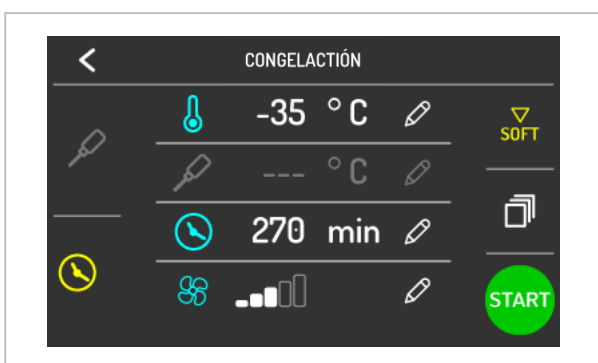 CONGELACTIÓN
-35 °C
SOFT
--- °C
270 min
START